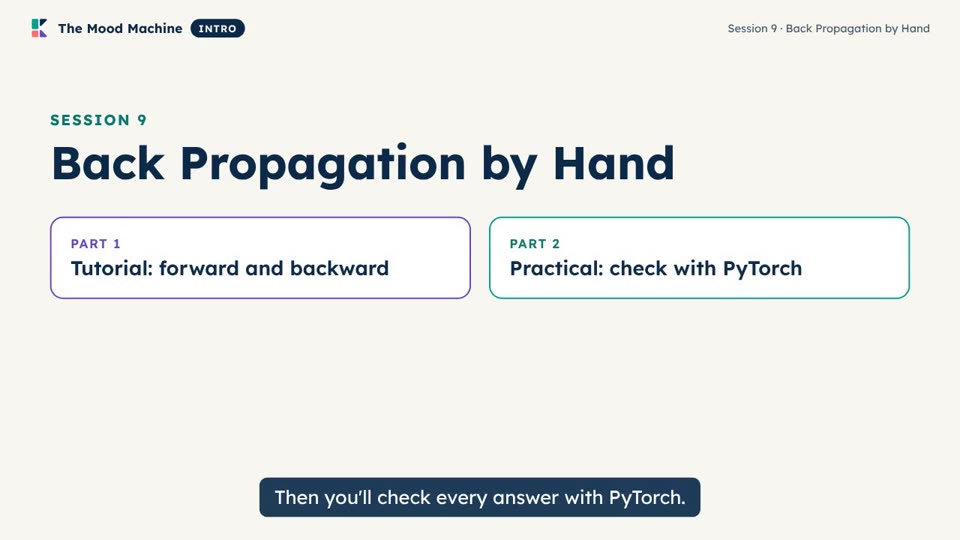 The Mood Machine INTRO
Session 9 · Back Propagation by Hand
SESSION 9
Back Propagation by Hand
PART 1
Tutorial: forward and backward
PART 2
Practical: check with PyTorch
Then you'll check every answer with PyTorch.